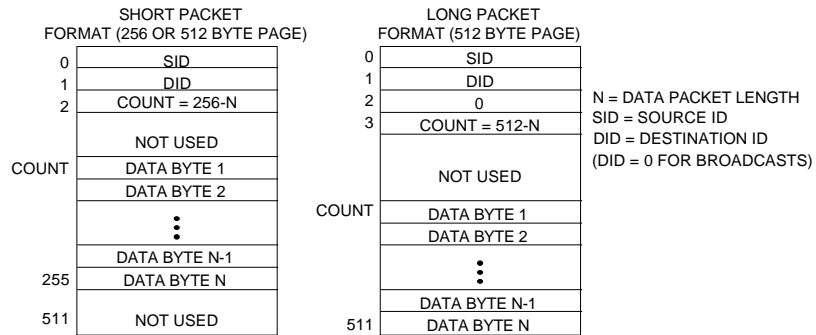 SHORT PACKET
FORMAT (256 OR 512 BYTE PAGE)
0 SID
1 DID
2 COUNT = 256-N
NOT USED
COUNT DATA BYTE 1
DATA BYTE 2
DATA BYTE N-1
255 DATA BYTE N
511 NOT USED
LONG PACKET
FORMAT (512 BYTE PAGE)
0 SID
1 DID
2 0
3 COUNT = 512-N
NOT USED
COUNT DATA BYTE 1
DATA BYTE 2
DATA BYTE N-1
511 DATA BYTE N
N = DATA PACKET LENGTH
SID = SOURCE ID
DID = DESTINATION ID
(DID = 0 FOR BROADCASTS)